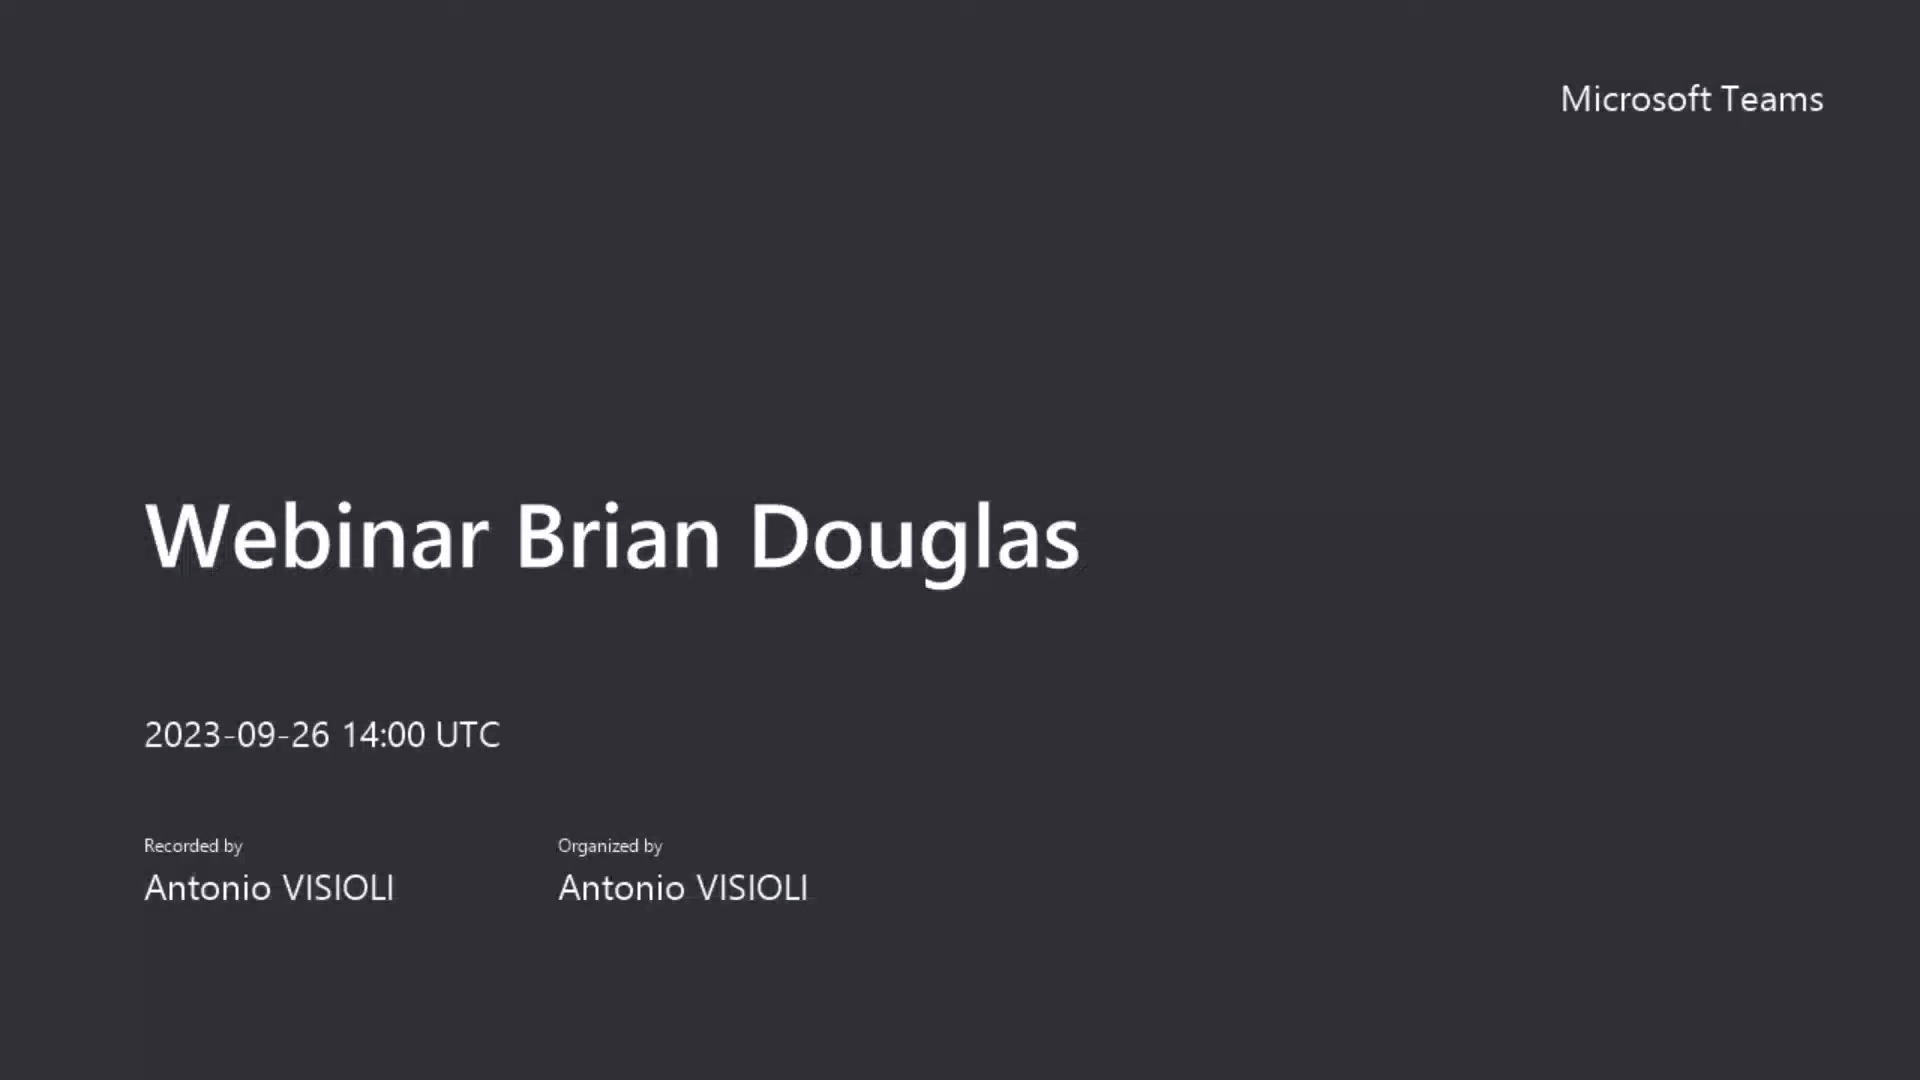 Microsoft Teams
Webinar Brian Douglas
2023-09-26 14:00 UTC
Recorded by
Antonio VISIOLI
Organized by
Antonio VISIOLI